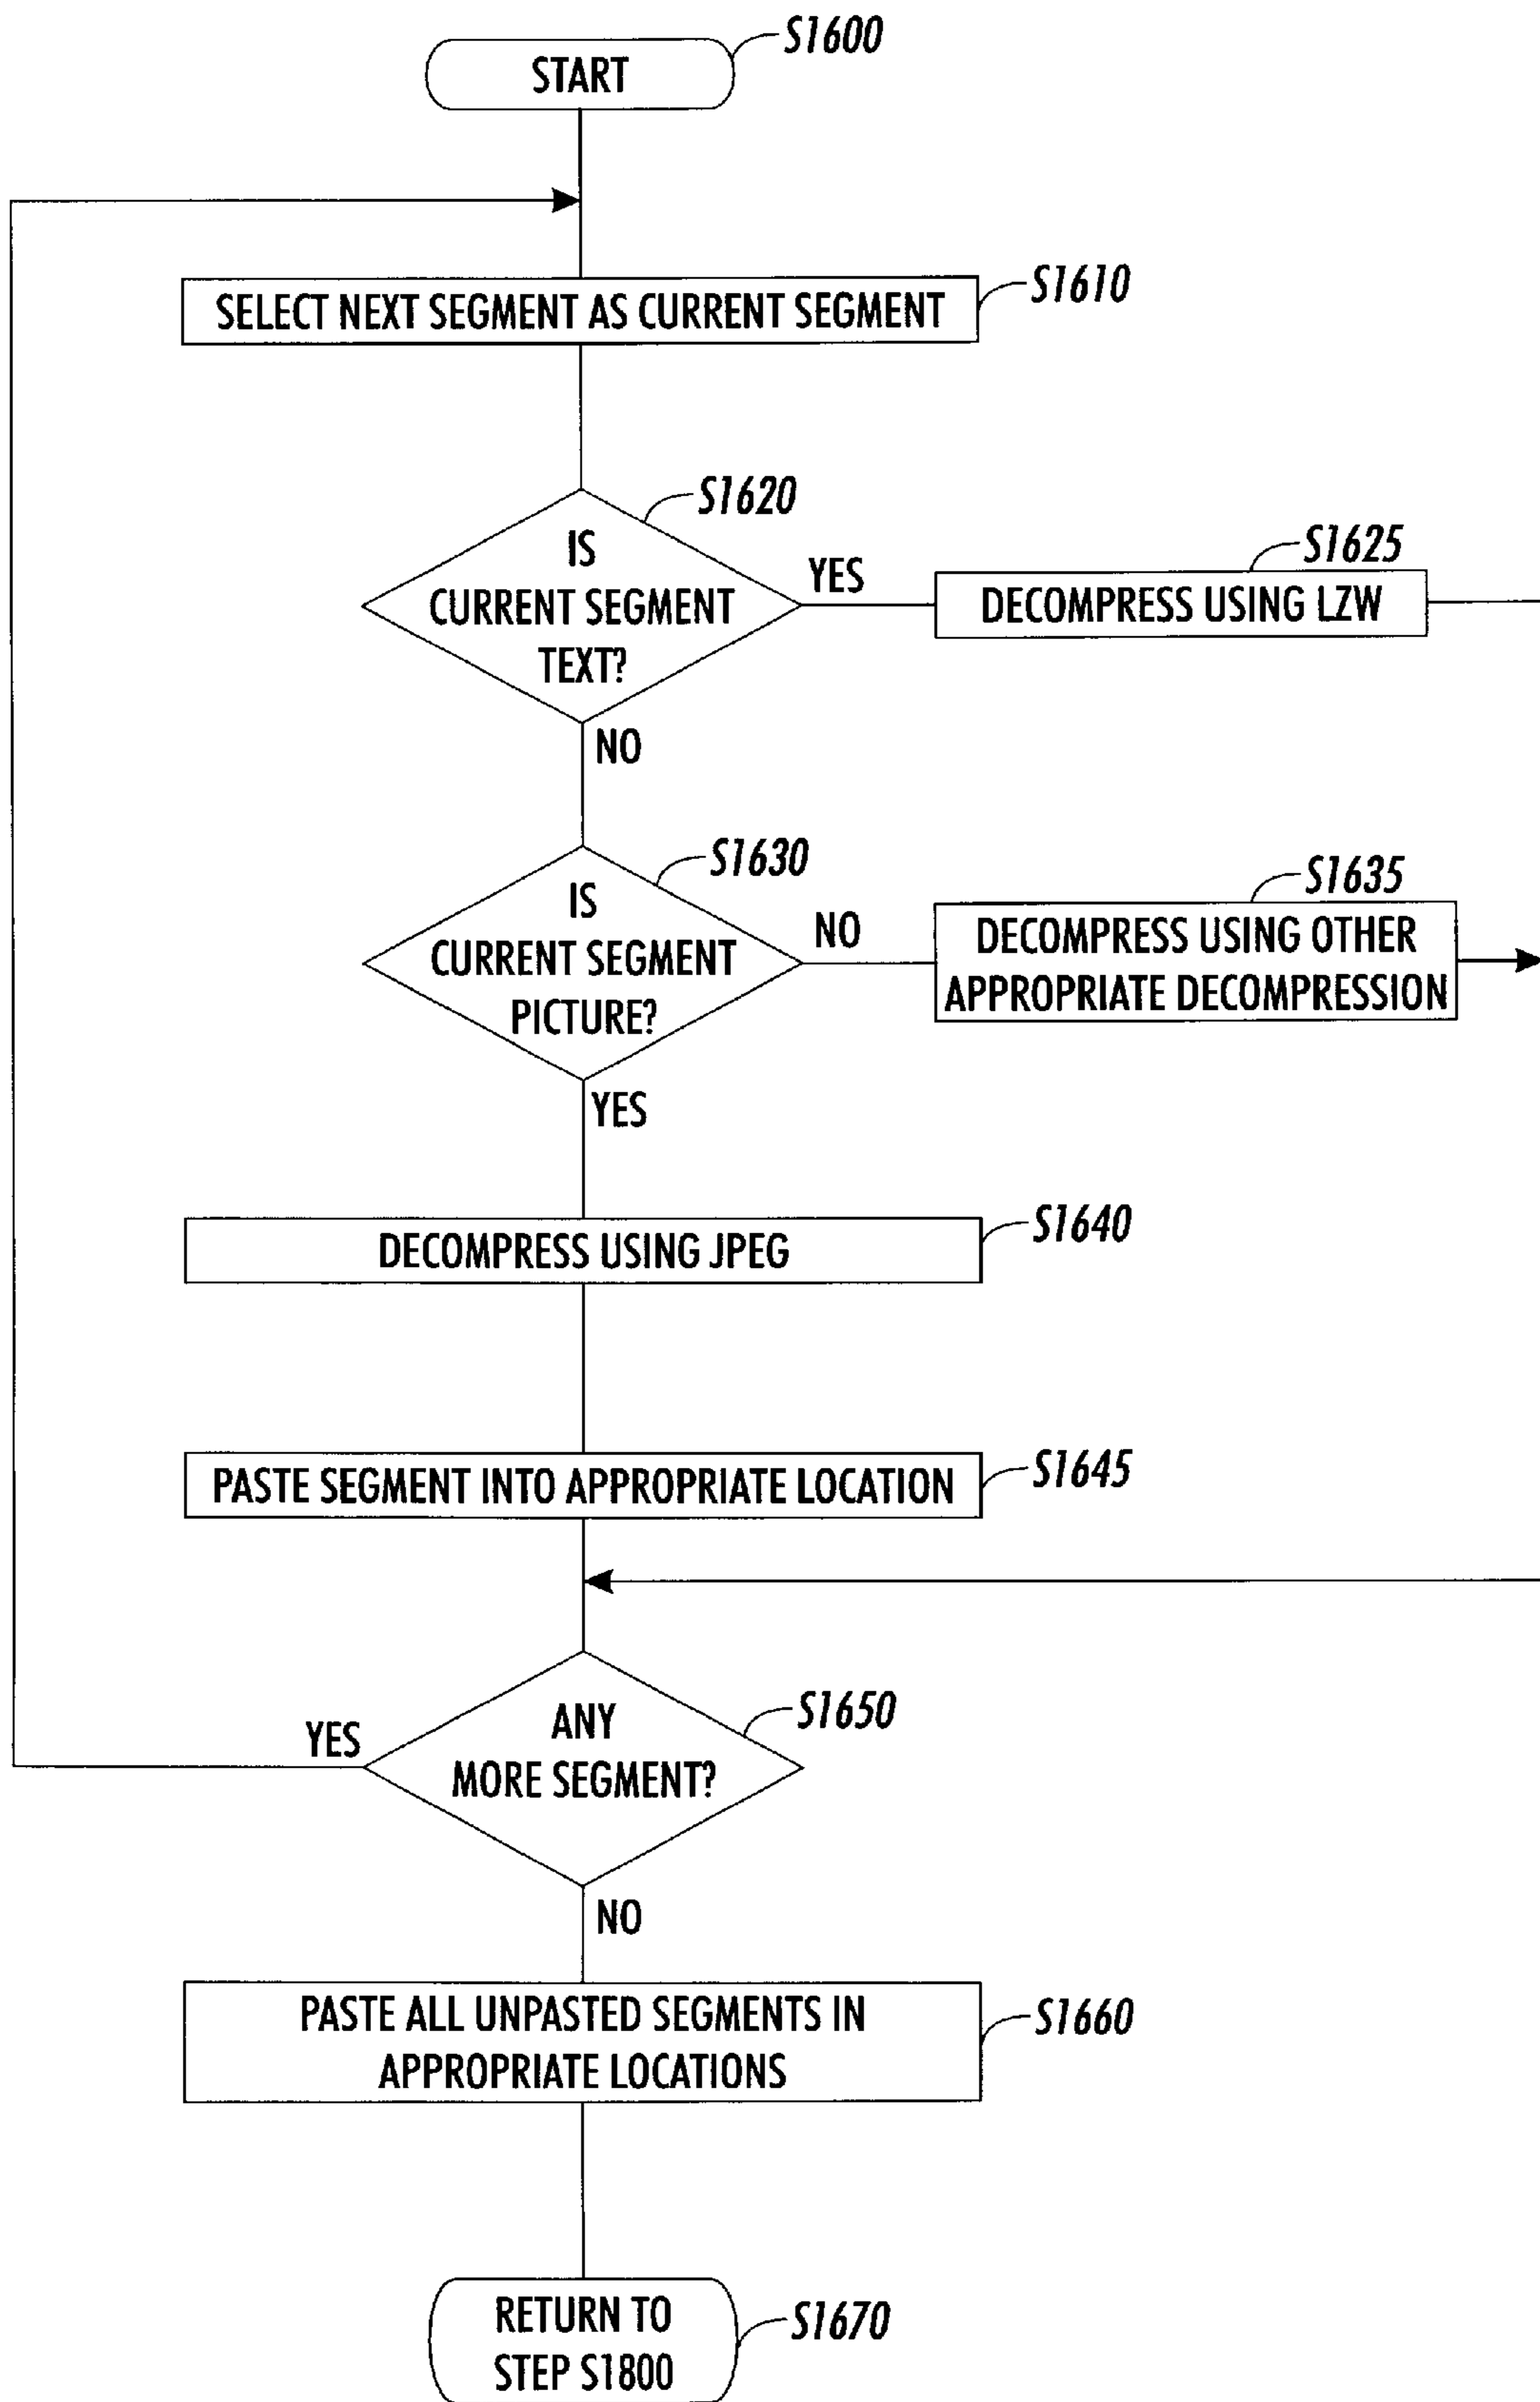 START
S1600
SELECT NEXT SEGMENT AS CURRENT SEGMENT
S1610
IS
CURRENT SEGMENT
TEXT?
S1620
YES
DECOMPRESS USING LZW
S1625
NO
IS
CURRENT SEGMENT
PICTURE?
S1630
NO
DECOMPRESS USING OTHER
APPROPRIATE DECOMPRESSION
S1635
YES
DECOMPRESS USING JPEG
S1640
PASTE SEGMENT INTO APPROPRIATE LOCATION
S1645
ANY
MORE SEGMENT?
S1650
YES
NO
PASTE ALL UNPASTED SEGMENTS IN
APPROPRIATE LOCATIONS
S1660
RETURN TO
STEP S1800
S1670